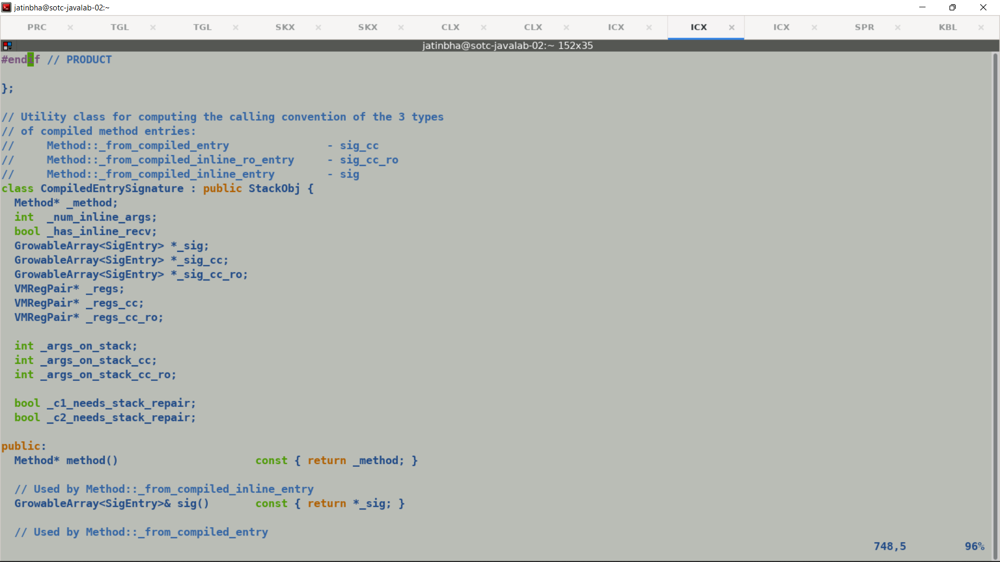 jatinbha@sotc-javalab-02:~
PRC × TGL × TGL × SKX × SKX × CLX × CLX × ICX × ICX × ICX × SPR × KBL ×
jatinbha@sotc-javalab-02:~ 152x35
#endif // PRODUCT
};
// Utility class for computing the calling convention of the 3 types
// of compiled method entries:
//     Method::_from_compiled_entry               - sig_cc
//     Method::_from_compiled_inline_ro_entry     - sig_cc_ro
//     Method::_from_compiled_inline_entry        - sig
class CompiledEntrySignature : public StackObj {
  Method* _method;
  int  _num_inline_args;
  bool _has_inline_recv;
  GrowableArray<SigEntry> *_sig;
  GrowableArray<SigEntry> *_sig_cc;
  GrowableArray<SigEntry> *_sig_cc_ro;
  VMRegPair* _regs;
  VMRegPair* _regs_cc;
  VMRegPair* _regs_cc_ro;
  int _args_on_stack;
  int _args_on_stack_cc;
  int _args_on_stack_cc_ro;
  bool _c1_needs_stack_repair;
  bool _c2_needs_stack_repair;
public:
  Method* method()                     const { return _method; }
  // Used by Method::_from_compiled_inline_entry
  GrowableArray<SigEntry>& sig()       const { return *_sig; }
  // Used by Method::_from_compiled_entry
748,5 96%